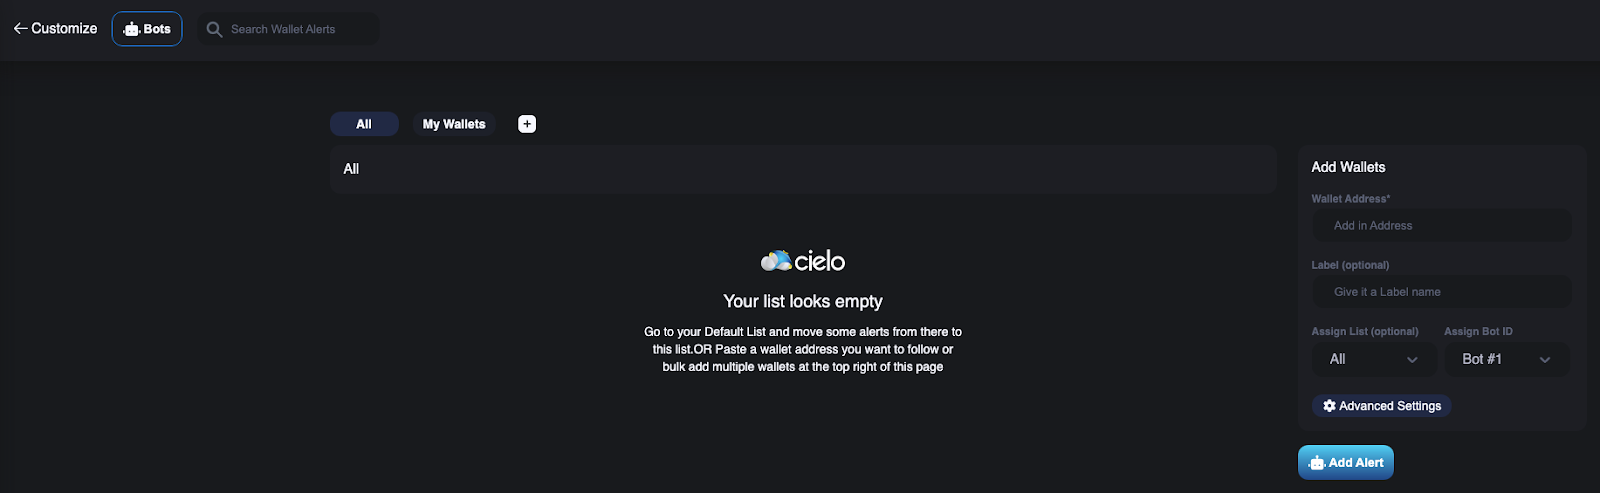 Customize
Bots
Search Wallet Alerts
All
My Wallets
+
All
cielo
Your list looks empty
Go to your Default List and move some alerts from there to
this list.OR Paste a wallet address you want to follow or
bulk add multiple wallets at the top right of this page
Add Wallets
Wallet Address*
Add in Address
Label (optional)
Give it a Label name
Assign List (optional) Assign Bot ID
All Bot #1
Advanced Settings
Add Alert